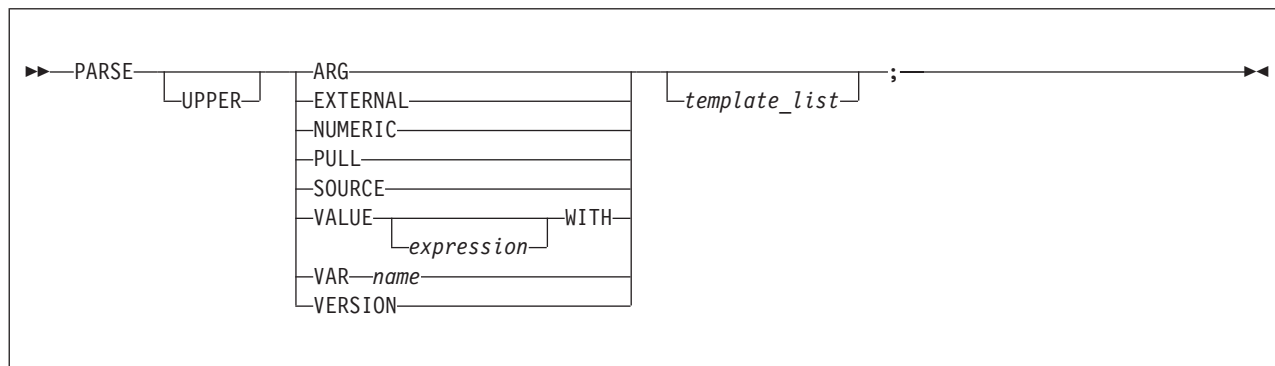 PARSE UPPER ARG template_list ;
EXTERNAL
NUMERIC
PULL
SOURCE
VALUE expression WITH
VAR name
VERSION